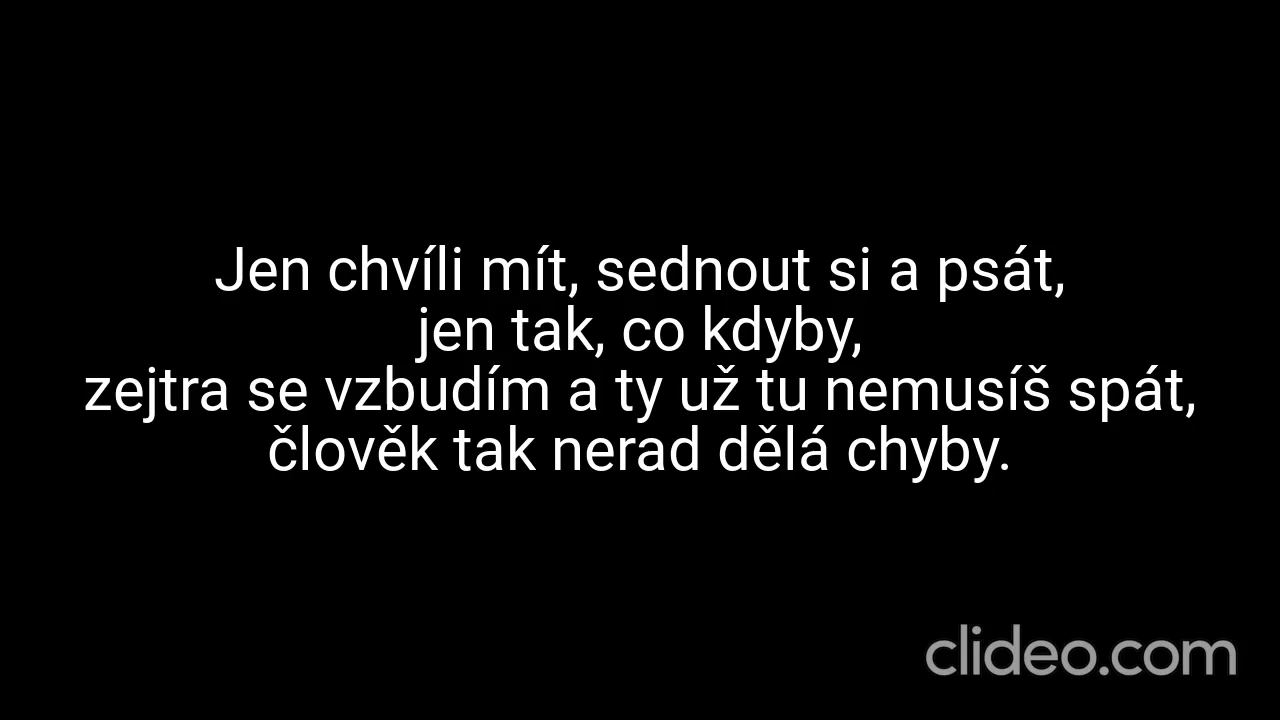 Jen chvíli mít, sednout si a psát,
jen tak, co kdyby,
zejtra se vzbudím a ty už tu nemusíš spát,
člověk tak nerad dělá chyby.
clideo.com